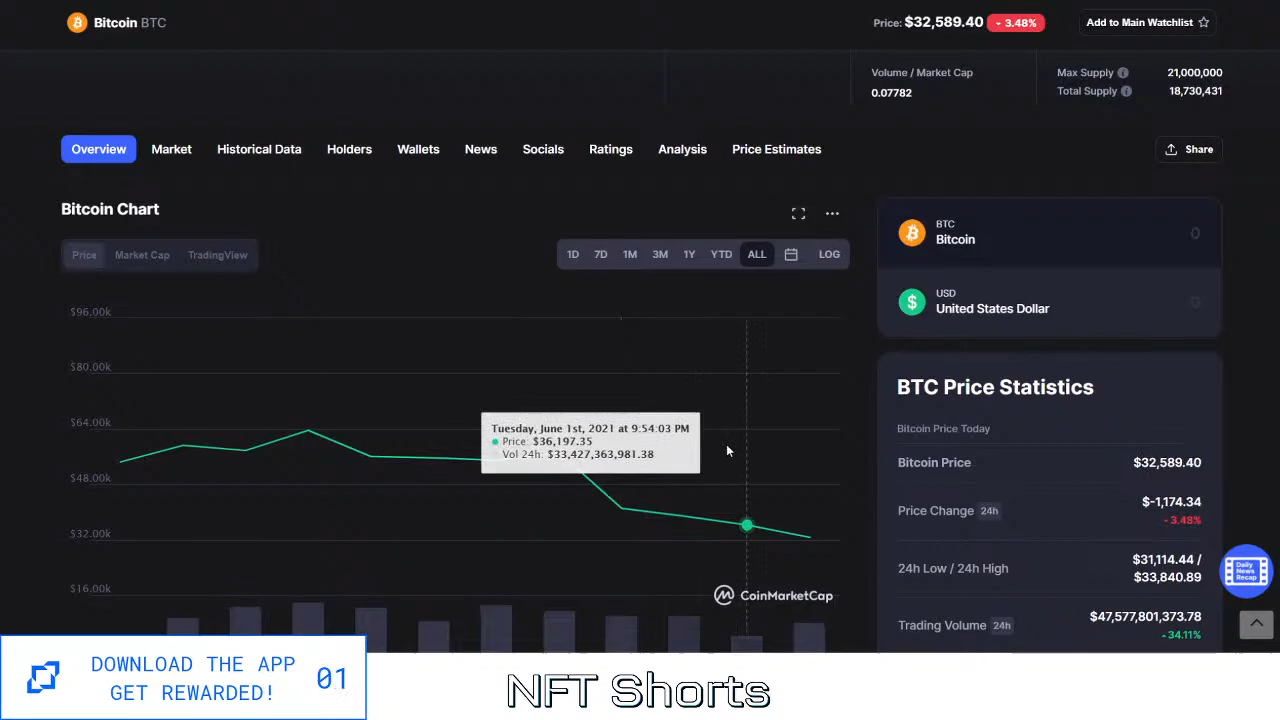 Bitcoin BTC
Price: $32,589.40 - 3.48%
Add to Main Watchlist
Volume / Market Cap
0.07782
Max Supply 21,000,000
Total Supply 18,730,431
Overview Market Historical Data Holders Wallets News Socials Ratings Analysis Price Estimates
Share
Bitcoin Chart
Price Market Cap TradingView
1D 7D 1M 3M 1Y YTD ALL LOG
$96.00k
$80.00k
$64.00k
$48.00k
$32.00k
$16.00k
Tuesday, June 1st, 2021 at 9:54:03 PM
Price: $36,197.35
Vol 24h: $33,427,363,981.38
CoinMarketCap
BTC
Bitcoin
0
USD
United States Dollar
0
BTC Price Statistics
Bitcoin Price Today
Bitcoin Price $32,589.40
Price Change 24h $-1,174.34
- 3.48%
24h Low / 24h High $31,114.44 /
$33,840.89
Trading Volume 24h $47,577,801,373.78
- 34.11%
Daily
News
Recap
DOWNLOAD THE APP
GET REWARDED!
01
NFT Shorts